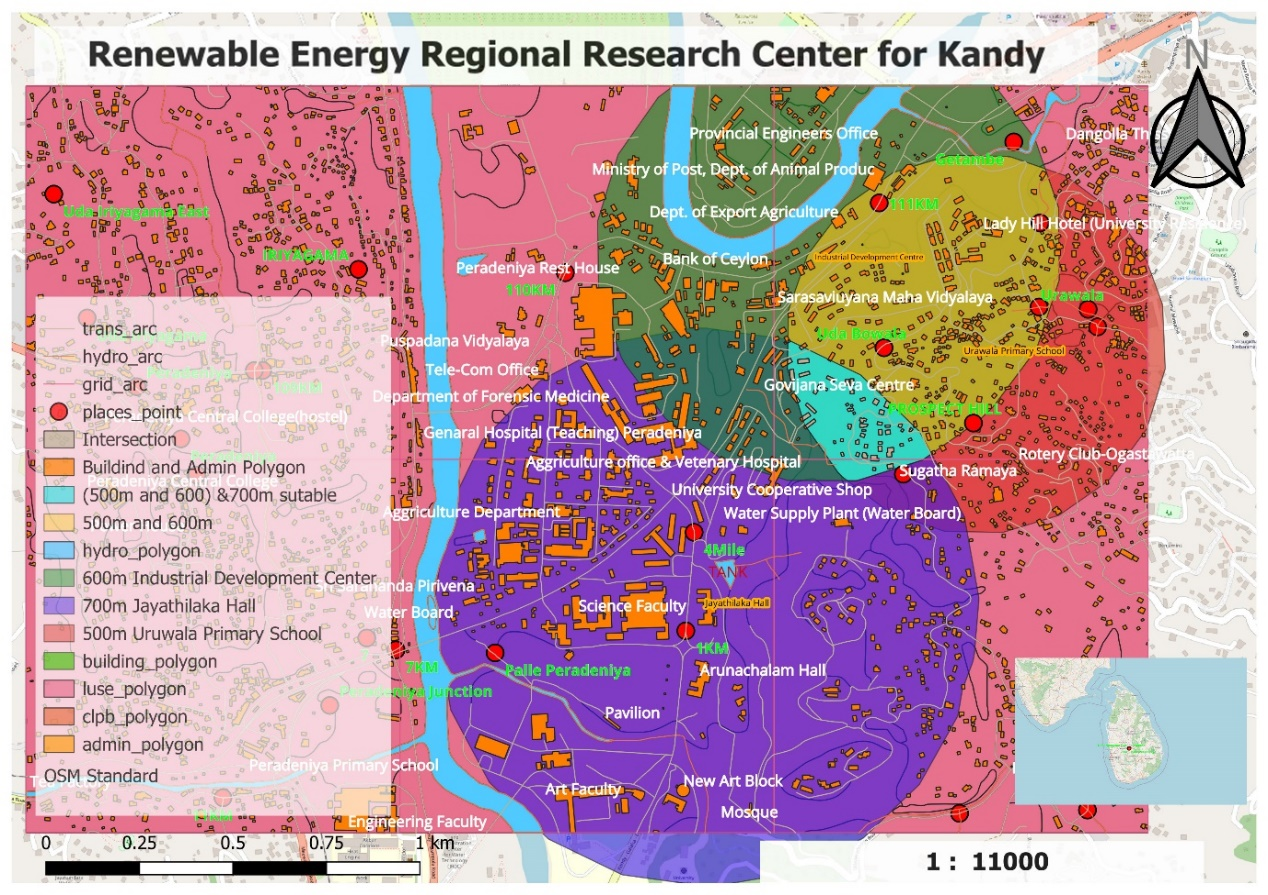 Renewable Energy Regional Research Center for Kandy
N
Provincial Engineers Office
Dangolla Th
Getambe
Ministry of Post, Dept. of Animal Produc
Uda Iriyagama East
111KM
Dept. of Export Agriculture
Lady Hill Hotel (University Residence)
IRIYAGAMA
Bank of Ceylon
Industrial Development Centre
Peradeniya Rest House
110KM
Sarasaviuyana Maha Vidyalaya
Urawala
Uda Bowala
Puspadana Vidyalaya
Urawala Primary School
Tele-Com Office
Govijana Seva Centre
Department of Forensic Medicine
PROSPECT HILL
Central College(hostel)
Genaral Hospital (Teaching) Peradeniya
Rotery Club-Ogastawatta
Aggriculture office & Vetenary Hospital
Sugatha Ramaya
Peradeniya Central College
University Cooperative Shop
Aggriculture Department
Water Supply Plant (Water Board)
4Mile
TANK
Sri Sarananda Pirivena
Water Board
Science Faculty
Jayathilaka Hall
1KM
7KM
Palle Peradeniya
Arunachalam Hall
Peradeniya Junction
Pavilion
Peradeniya Primary School
Art Faculty
New Art Block
Mosque
Engineering Faculty
Tea Factory
trans_arc
hydro_arc
grid_arc
places_point
Intersection
Buildind and Admin Polygon
(500m and 600) &700m sutable
500m and 600m
hydro_polygon
600m Industrial Development Center
700m Jayathilaka Hall
500m Uruwala Primary School
building_polygon
luse_polygon
clpb_polygon
admin_polygon
OSM Standard
0 0.25 0.5 0.75 1 km
1 : 11000